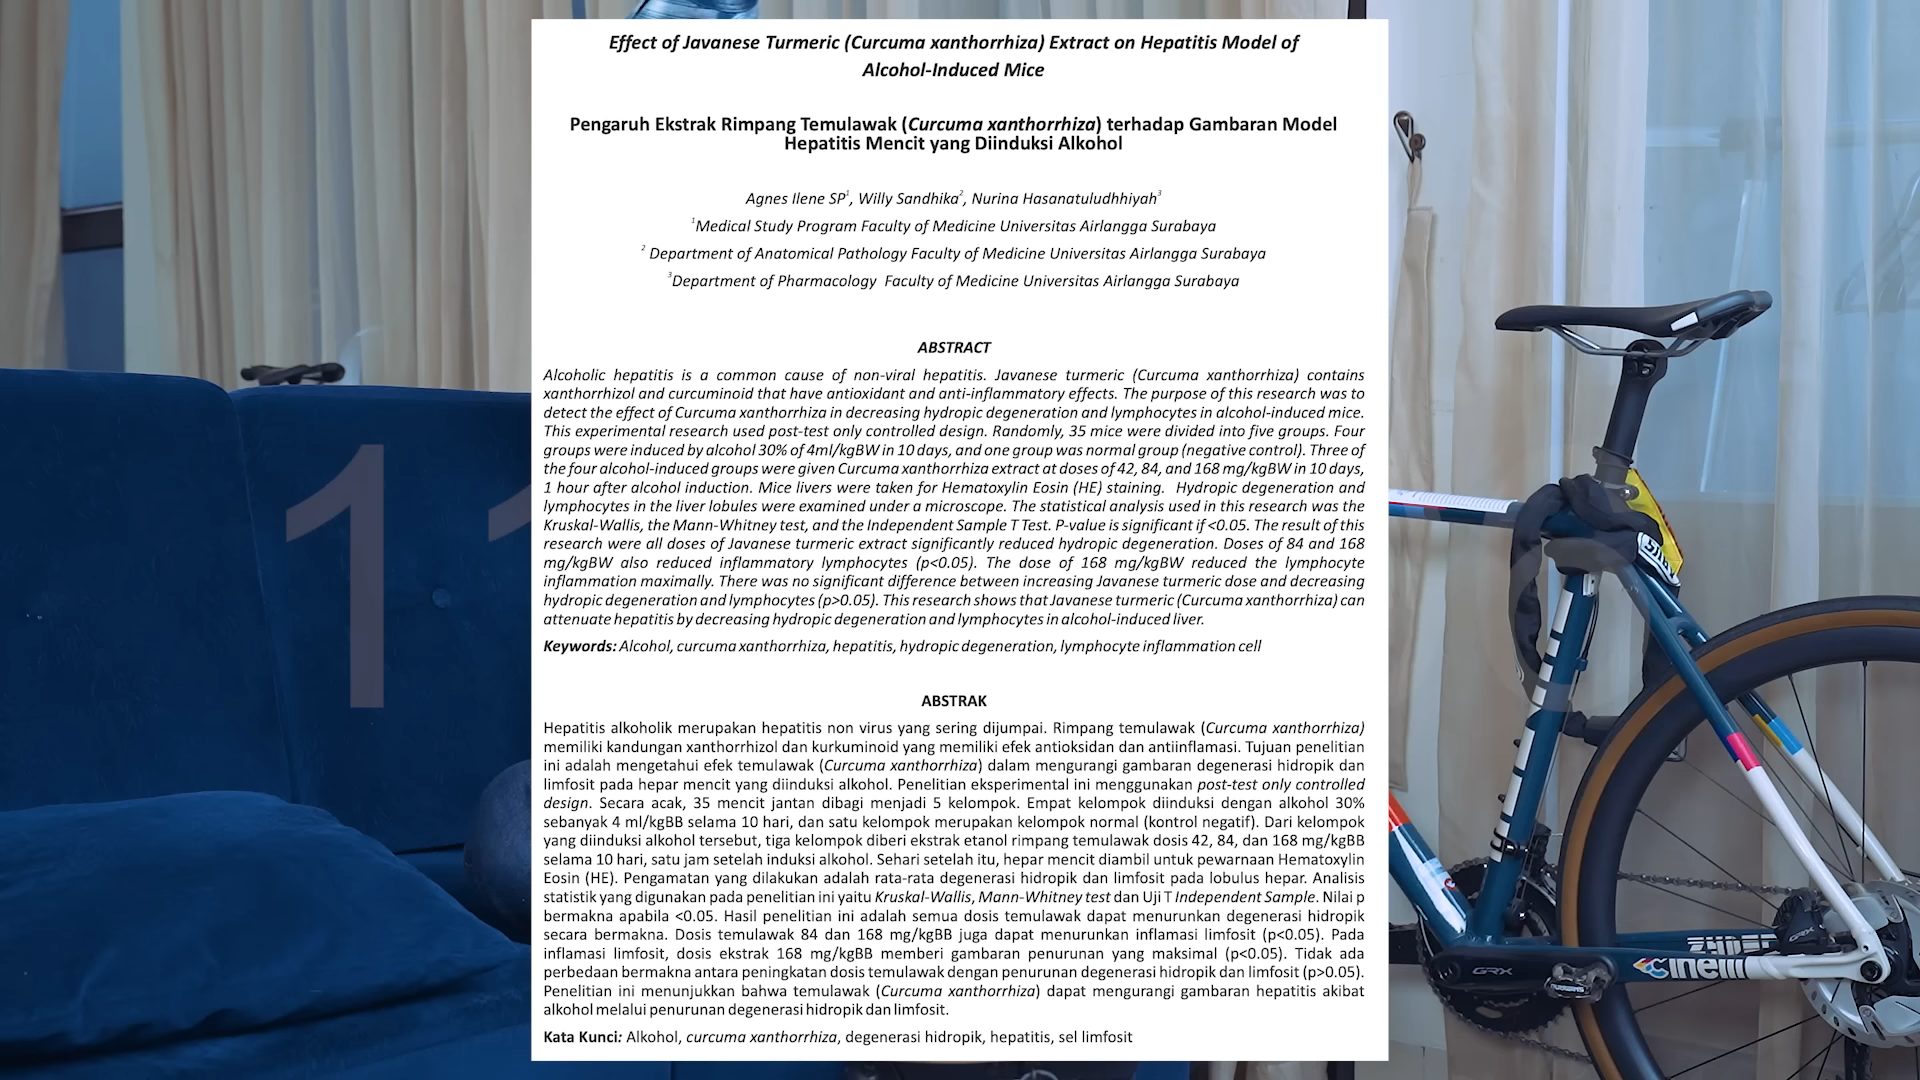 Effect of Javanese Turmeric (Curcuma xanthorrhiza) Extract on Hepatitis Model of
Alcohol-Induced Mice
Pengaruh Ekstrak Rimpang Temulawak (Curcuma xanthorrhiza) terhadap Gambaran Model
Hepatitis Mencit yang Diinduksi Alkohol
Agnes Ilene SP1, Willy Sandhika2, Nurina Hasanatuludhhiyah3
1Medical Study Program Faculty of Medicine Universitas Airlangga Surabaya
2 Department of Anatomical Pathology Faculty of Medicine Universitas Airlangga Surabaya
3Department of Pharmacology Faculty of Medicine Universitas Airlangga Surabaya
ABSTRACT
Alcoholic hepatitis is a common cause of non-viral hepatitis. Javanese turmeric (Curcuma xanthorrhiza) contains
xanthorrhizol and curcuminoid that have antioxidant and anti-inflammatory effects. The purpose of this research was to
detect the effect of Curcuma xanthorrhiza in decreasing hydropic degeneration and lymphocytes in alcohol-induced mice.
This experimental research used post-test only controlled design. Randomly, 35 mice were divided into five groups. Four
groups were induced by alcohol 30% of 4ml/kgBW in 10 days, and one group was normal group (negative control). Three of
the four alcohol-induced groups were given Curcuma xanthorrhiza extract at doses of 42, 84, and 168 mg/kgBW in 10 days,
1 hour after alcohol induction. Mice livers were taken for Hematoxylin Eosin (HE) staining. Hydropic degeneration and
lymphocytes in the liver lobules were examined under a microscope. The statistical analysis used in this research was the
Kruskal-Wallis, the Mann-Whitney test, and the Independent Sample T Test. P-value is significant if <0.05. The result of this
research were all doses of Javanese turmeric extract significantly reduced hydropic degeneration. Doses of 84 and 168
mg/kgBW also reduced inflammatory lymphocytes (p<0.05). The dose of 168 mg/kgBW reduced the lymphocyte
inflammation maximally. There was no significant difference between increasing Javanese turmeric dose and decreasing
hydropic degeneration and lymphocytes (p>0.05). This research shows that Javanese turmeric (Curcuma xanthorrhiza) can
attenuate hepatitis by decreasing hydropic degeneration and lymphocytes in alcohol-induced liver.
Keywords: Alcohol, curcuma xanthorrhiza, hepatitis, hydropic degeneration, lymphocyte inflammation cell
ABSTRAK
Hepatitis alkoholik merupakan hepatitis non virus yang sering dijumpai. Rimpang temulawak (Curcuma xanthorrhiza)
memiliki kandungan xanthorrhizol dan kurkuminoid yang memiliki efek antioksidan dan antiinflamasi. Tujuan penelitian
ini adalah mengetahui efek temulawak (Curcuma xanthorrhiza) dalam mengurangi gambaran degenerasi hidropik dan
limfosit pada hepar mencit yang diinduksi alkohol. Penelitian eksperimental ini menggunakan post-test only controlled
design. Secara acak, 35 mencit jantan dibagi menjadi 5 kelompok. Empat kelompok diinduksi dengan alkohol 30%
sebanyak 4 ml/kgBB selama 10 hari, dan satu kelompok merupakan kelompok normal (kontrol negatif). Dari kelompok
yang diinduksi alkohol tersebut, tiga kelompok diberi ekstrak etanol rimpang temulawak dosis 42, 84, dan 168 mg/kgBB
selama 10 hari, satu jam setelah induksi alkohol. Sehari setelah itu, hepar mencit diambil untuk pewarnaan Hematoxylin
Eosin (HE). Pengamatan yang dilakukan adalah rata-rata degenerasi hidropik dan limfosit pada lobulus hepar. Analisis
statistik yang digunakan pada penelitian ini yaitu Kruskal-Wallis, Mann-Whitney test dan Uji T Independent Sample. Nilai p
bermakna apabila <0.05. Hasil penelitian ini adalah semua dosis temulawak dapat menurunkan degenerasi hidropik
secara bermakna. Dosis temulawak 84 dan 168 mg/kgBB juga dapat menurunkan inflamasi limfosit (p<0.05). Pada
inflamasi limfosit, dosis ekstrak 168 mg/kgBB memberi gambaran penurunan yang maksimal (p<0.05). Tidak ada
perbedaan bermakna antara peningkatan dosis temulawak dengan penurunan degenerasi hidropik dan limfosit (p>0.05).
Penelitian ini menunjukkan bahwa temulawak (Curcuma xanthorrhiza) dapat mengurangi gambaran hepatitis akibat
alkohol melalui penurunan degenerasi hidropik dan limfosit.
Kata Kunci: Alkohol, curcuma xanthorrhiza, degenerasi hidropik, hepatitis, sel limfosit
1
GRX
GRX
cinelli